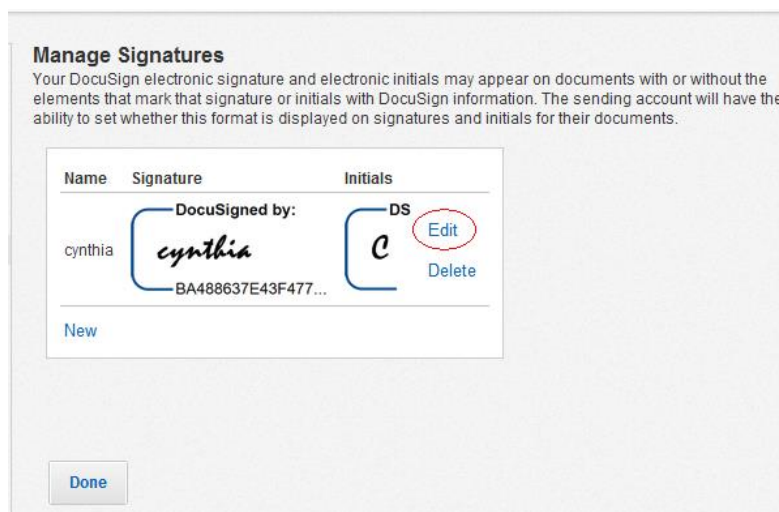 Manage Signatures
Your DocuSign electronic signature and electronic initials may appear on documents with or without the
elements that mark that signature or initials with DocuSign information. The sending account will have the
ability to set whether this format is displayed on signatures and initials for their documents.
Name Signature Initials
DocuSigned by: DS
cynthia cynthia C Edit
Delete
BA488637E43F477...
New
Done